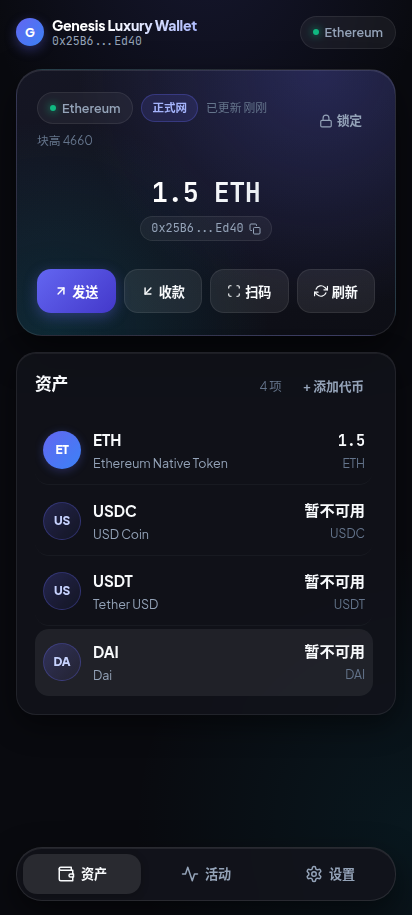 G
Genesis Luxury Wallet
0x25B6...Ed40
Ethereum
Ethereum
正式网
已更新 刚刚
锁定
块高 4660
1.5 ETH
0x25B6...Ed40
发送
收款
扫码
刷新
资产
4 项
+ 添加代币
ET
ETH
1.5
Ethereum Native Token
ETH
US
USDC
暂不可用
USD Coin
USDC
US
USDT
暂不可用
Tether USD
USDT
DA
DAI
暂不可用
Dai
DAI
资产
活动
设置